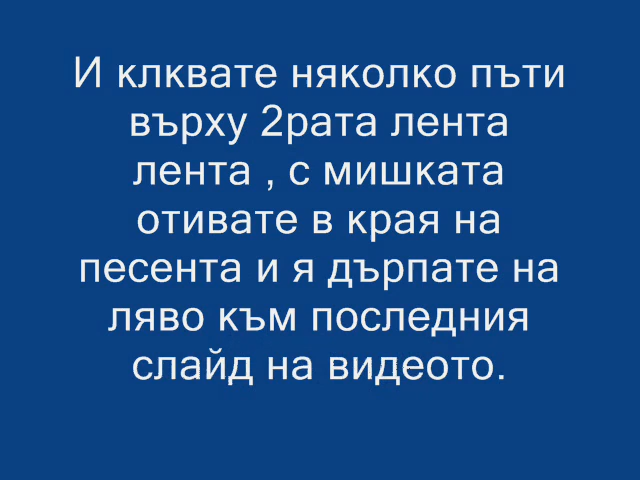 И клквате няколко пъти
върху 2рата лента
лента , с мишката
отивате в края на
песента и я дърпате на
ляво към последния
слайд на видеото.